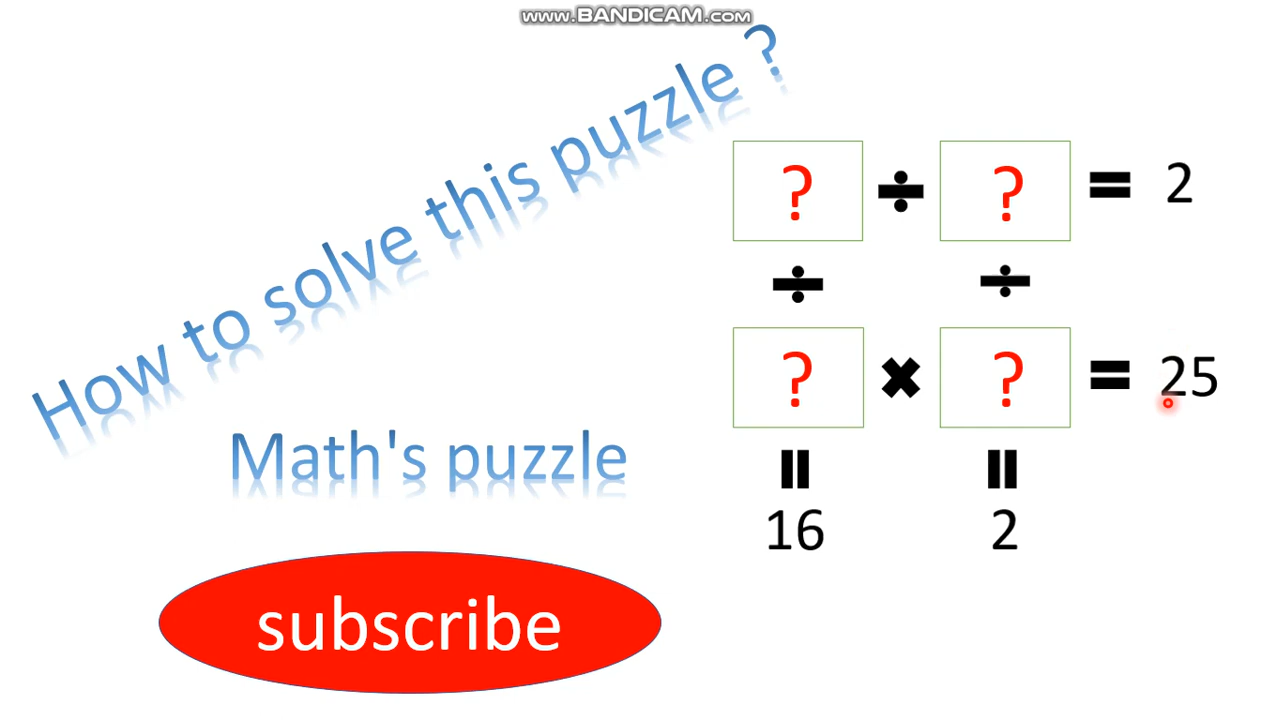 www.BANDICAM.com
How to solve this puzzle ?
? ÷ ? = 2
÷ ÷
? × ? = 25
= =
16 2
Math's puzzle
subscribe